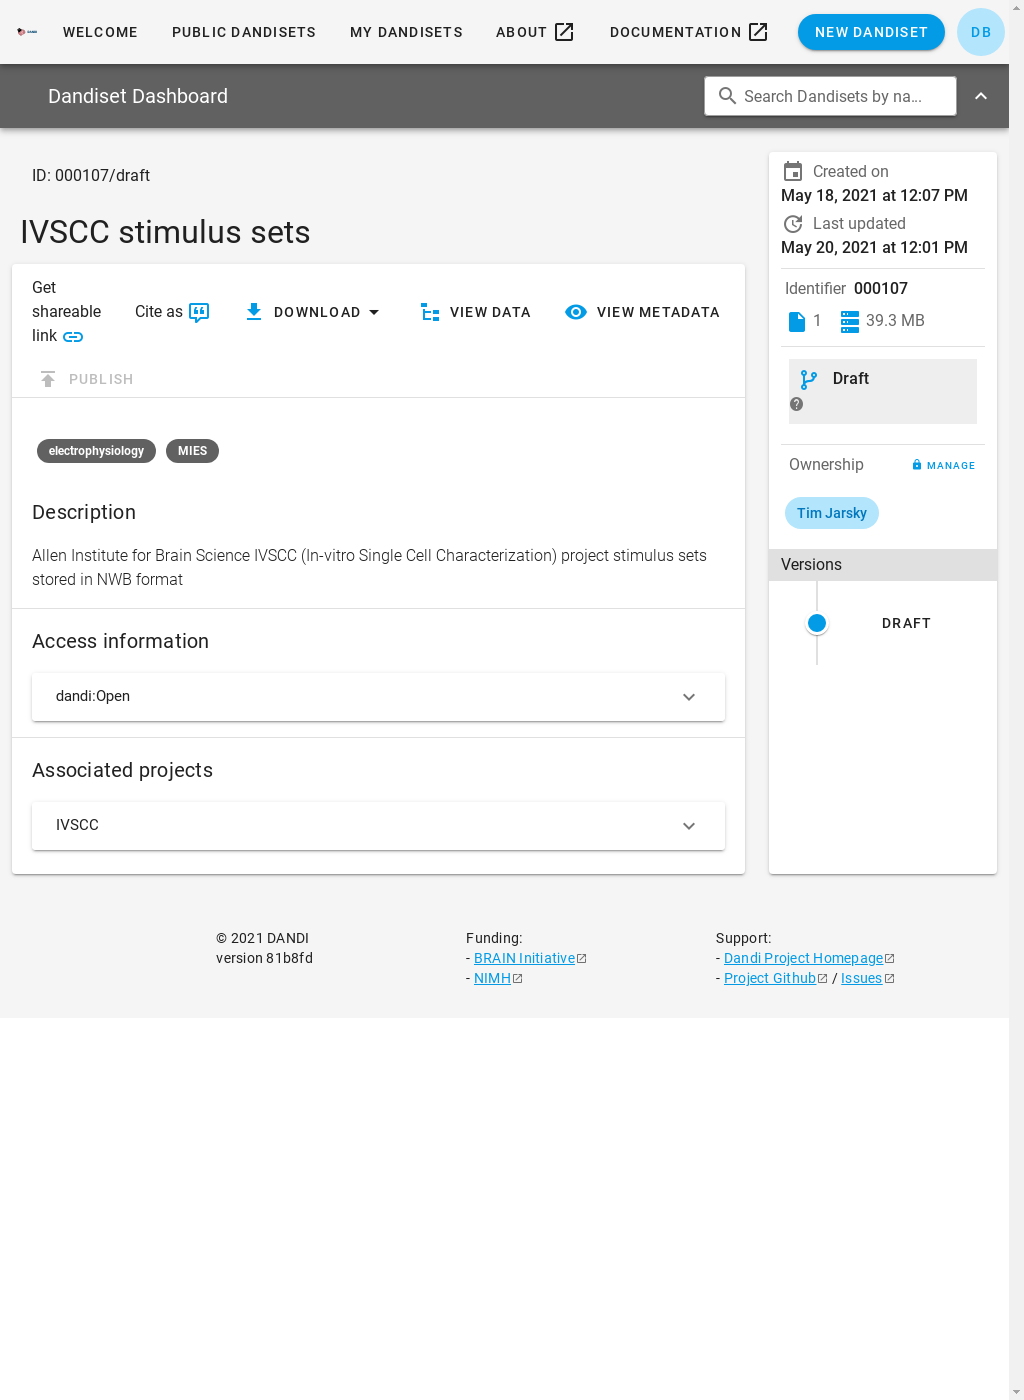 WELCOME
PUBLIC DANDISETS
MY DANDISETS
ABOUT
DOCUMENTATION
NEW DANDISET
DB
Dandiset Dashboard
Search Dandisets by na...
ID: 000107/draft
IVSCC stimulus sets
Get
shareable
link
Cite as
DOWNLOAD
VIEW DATA
VIEW METADATA
PUBLISH
electrophysiology
MIES
Description
Allen Institute for Brain Science IVSCC (In-vitro Single Cell Characterization) project stimulus sets
stored in NWB format
Access information
dandi:Open
Associated projects
IVSCC
Created on
May 18, 2021 at 12:07 PM
Last updated
May 20, 2021 at 12:01 PM
Identifier 000107
1
39.3 MB
Draft
Ownership
MANAGE
Tim Jarsky
Versions
DRAFT
© 2021 DANDI
version 81b8fd
Funding:
- BRAIN Initiative
- NIMH
Support:
- Dandi Project Homepage
- Project Github / Issues